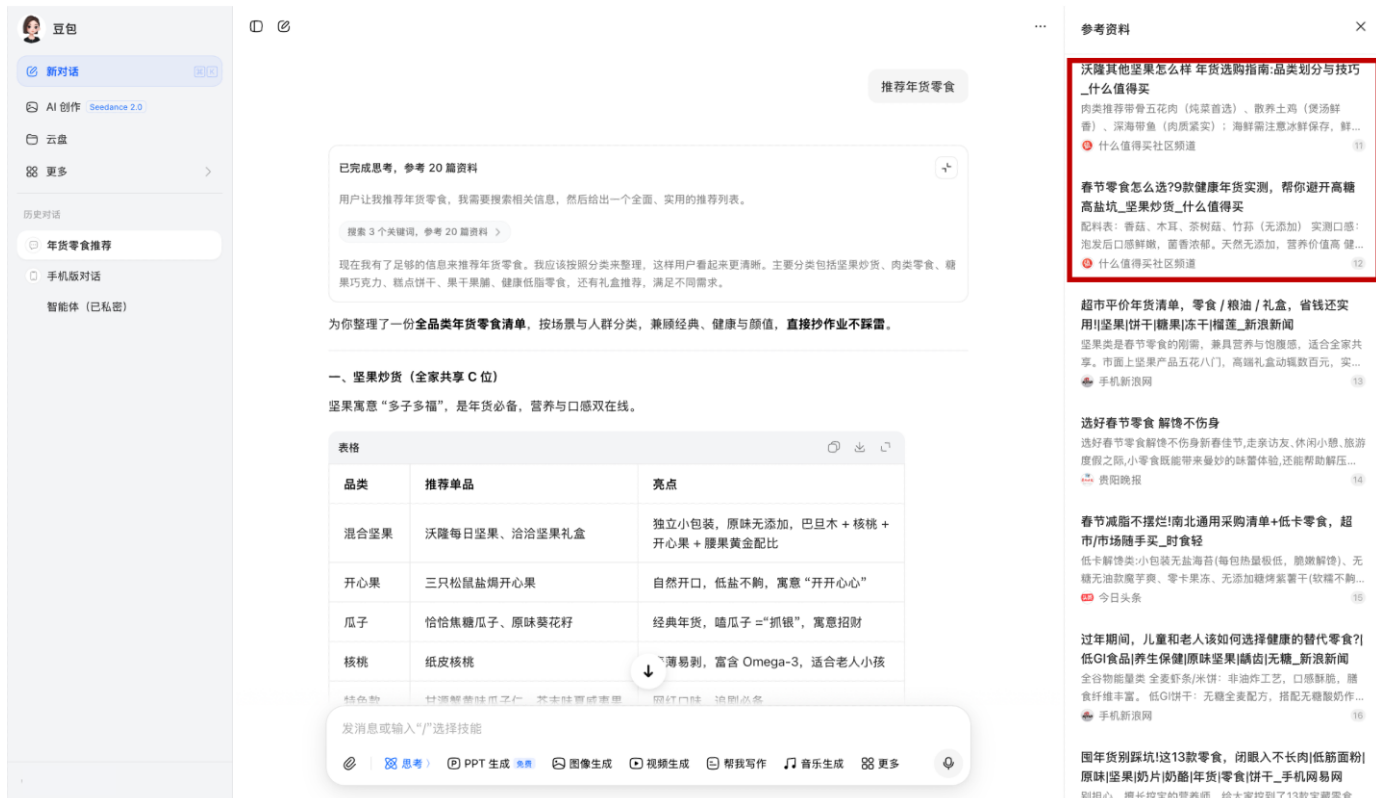 豆包
新对话
AI 创作 Seedance 2.0
云盘
更多
历史对话
年货零食推荐
手机版对话
智能体（已私密）
推荐年货零食
已完成思考，参考 20 篇资料
用户让我推荐年货零食，我需要搜索相关信息，然后给出一个全面、实用的推荐列表。
搜索 3 个关键词，参考 20 篇资料
现在我有了足够的信息来推荐年货零食。我应该按照分类来整理，这样用户看起来更清晰。主要分类包括坚果炒货、肉类零食、糖
果巧克力、糕点饼干、果干果脯、健康低脂零食，还有礼盒推荐，满足不同需求。
为你整理了一份全品类年货零食清单，按场景与人群分类，兼顾经典、健康与颜值，直接抄作业不踩雷。
一、坚果炒货（全家共享 C 位）
坚果寓意 “多子多福”，是年货必备，营养与口感双在线。
表格
品类 推荐单品 亮点
混合坚果 沃隆每日坚果、洽洽坚果礼盒 独立小包装，原味无添加，巴旦木 + 核桃 +
开心果 + 腰果黄金配比
开心果 三只松鼠盐焗开心果 自然开口，低盐不齁，寓意 “开开心心”
瓜子 恰恰焦糖瓜子、原味葵花籽 经典年货，嗑瓜子 =“抓银”，寓意招财
核桃 纸皮核桃 薄易剥，富含 Omega-3，适合老人小孩
特色款 甘源蟹黄味瓜子仁、芥末味夏威夷果 网红口味，追剧必备
发消息或输入“/”选择技能
思考 PPT 生成 免费 图像生成 视频生成 帮我写作 音乐生成 更多
参考资料
沃隆其他坚果怎么样 年货选购指南:品类划分与技巧
_什么值得买
肉类推荐带骨五花肉（炖菜首选）、散养土鸡（煲汤鲜
香）、深海带鱼（肉质紧实）；海鲜需注意冰鲜保存，鲜...
什么值得买社区频道 11
春节零食怎么选?9款健康年货实测，帮你避开高糖
高盐坑_坚果炒货_什么值得买
配料表：香菇、木耳、茶树菇、竹荪（无添加） 实测口感：
泡发后口感鲜嫩，菌香浓郁。天然无添加，营养价值高 健...
什么值得买社区频道 12
超市平价年货清单，零食 / 粮油 / 礼盒，省钱还实
用!|坚果|饼干|糖果|冻干|榴莲_新浪新闻
坚果类是春节零食的刚需，兼具营养与饱腹感，适合全家共
享。市面上坚果产品五花八门，高端礼盒动辄数百元，实...
手机新浪网 13
选好春节零食 解馋不伤身
选好春节零食解馋不伤身新春佳节,走亲访友、休闲小憩、旅游
度假之际,小零食既能带来曼妙的味蕾体验,还能帮助解压...
贵阳晚报 14
春节减脂不摆烂!南北通用采购清单+低卡零食，超
市/市场随手买_时食轻
低卡解馋类:小包装无盐海苔(每包热量极低，脆嫩解馋)、无
糖无油款魔芋爽、零卡果冻、无添加糖烤紫薯干(软糯不齁...
今日头条 15
过年期间，儿童和老人该如何选择健康的替代零食?|
低GI食品|养生保健|原味坚果|龋齿|无糖_新浪新闻
全谷物能量类 全麦虾条/米饼：非油炸工艺，口感酥脆，膳
食纤维丰富。 低GI饼干：无糖全麦配方，搭配无糖酸奶作...
手机新浪网 16
囤年货别踩坑!这13款零食，闭眼入不长肉|低筋面粉|
原味|坚果|奶片|奶酪|年货|零食|饼干_手机网易网